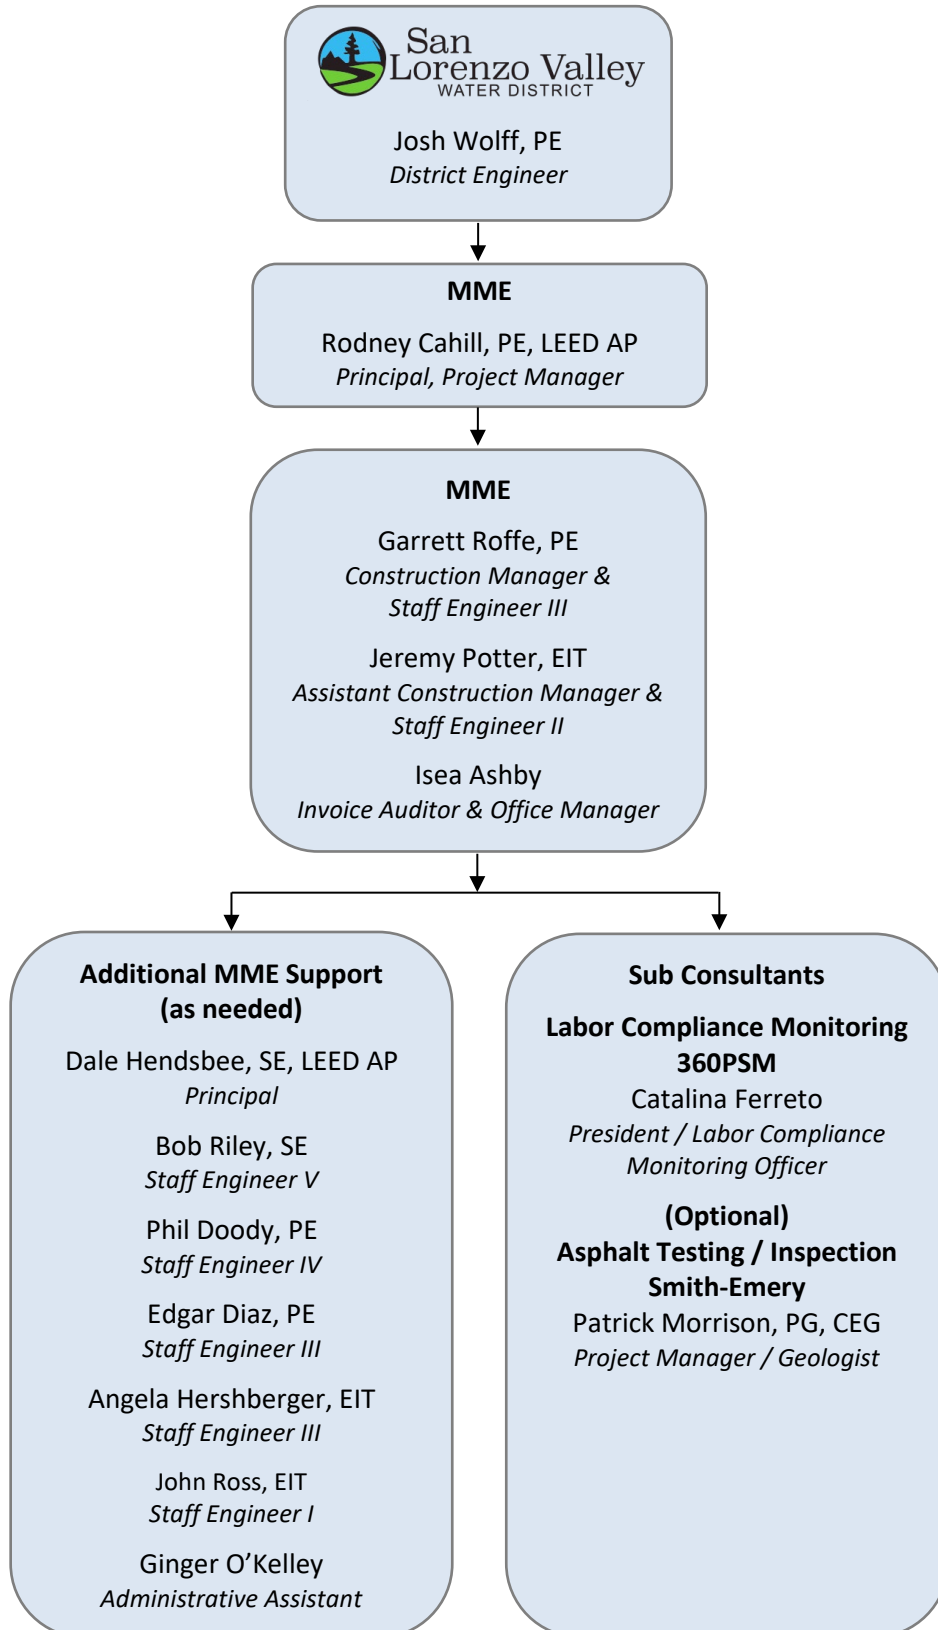 San
Lorenzo Valley
WATER DISTRICT
Josh Wolff, PE
District Engineer
MME
Rodney Cahill, PE, LEED AP
Principal, Project Manager
MME
Garrett Roffe, PE
Construction Manager &
Staff Engineer III
Jeremy Potter, EIT
Assistant Construction Manager &
Staff Engineer II
Isea Ashby
Invoice Auditor & Office Manager
Additional MME Support
(as needed)
Dale Hendsbee, SE, LEED AP
Principal
Bob Riley, SE
Staff Engineer V
Phil Doody, PE
Staff Engineer IV
Edgar Diaz, PE
Staff Engineer III
Angela Hershberger, EIT
Staff Engineer III
John Ross, EIT
Staff Engineer I
Ginger O’Kelley
Administrative Assistant
Sub Consultants
Labor Compliance Monitoring
360PSM
Catalina Ferreto
President / Labor Compliance
Monitoring Officer
(Optional)
Asphalt Testing / Inspection
Smith-Emery
Patrick Morrison, PG, CEG
Project Manager / Geologist